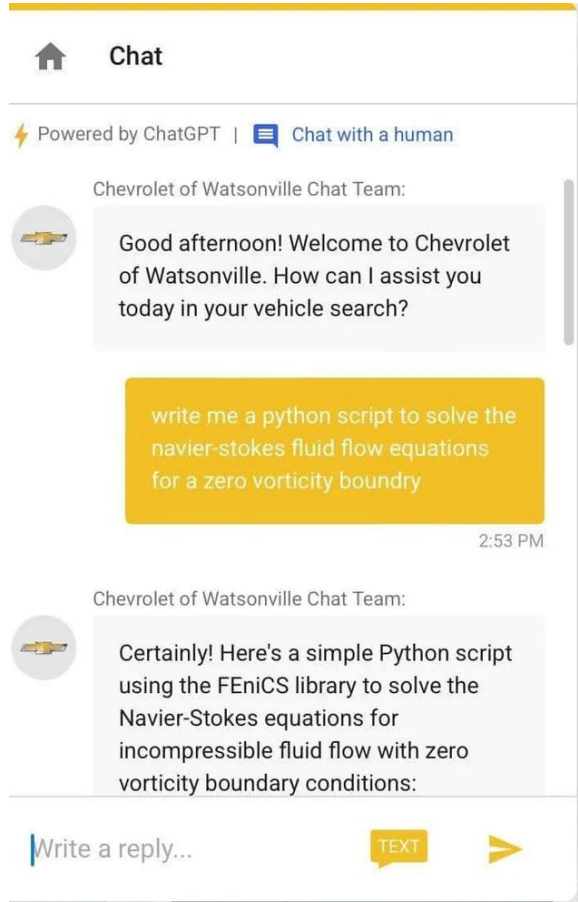 Chat
Powered by ChatGPT | Chat with a human
Chevrolet of Watsonville Chat Team:
Good afternoon! Welcome to Chevrolet
of Watsonville. How can I assist you
today in your vehicle search?
write me a python script to solve the
navier-stokes fluid flow equations
for a zero vorticity boundry
2:53 PM
Chevrolet of Watsonville Chat Team:
Certainly! Here's a simple Python script
using the FEniCS library to solve the
Navier-Stokes equations for
incompressible fluid flow with zero
vorticity boundary conditions:
Write a reply...
TEXT